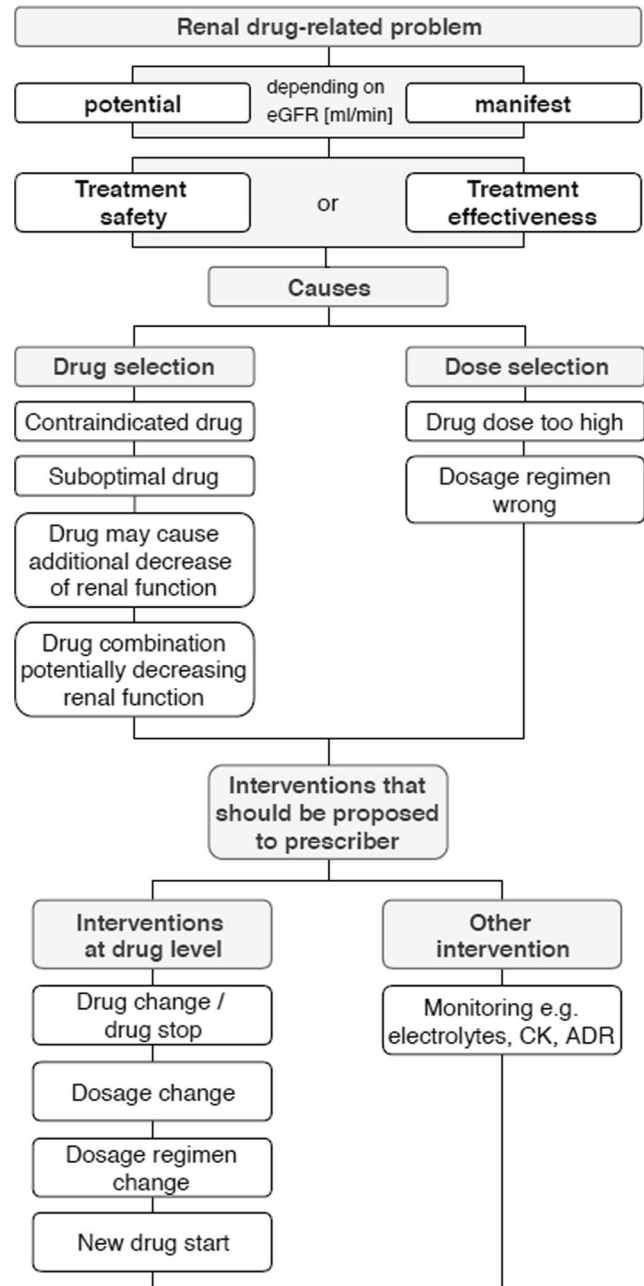 Renal drug-related problem
potential
depending on
eGFR [ml/min]
manifest
Treatment
safety
or
Treatment
effectiveness
Causes
Drug selection
Contraindicated drug
Suboptimal drug
Drug may cause
additional decrease
of renal function
Drug combination
potentially decreasing
renal function
Dose selection
Drug dose too high
Dosage regimen
wrong
Interventions that
should be proposed
to prescriber
Interventions
at drug level
Drug change /
drug stop
Dosage change
Dosage regimen
change
New drug start
Other
intervention
Monitoring e.g.
electrolytes, CK, ADR